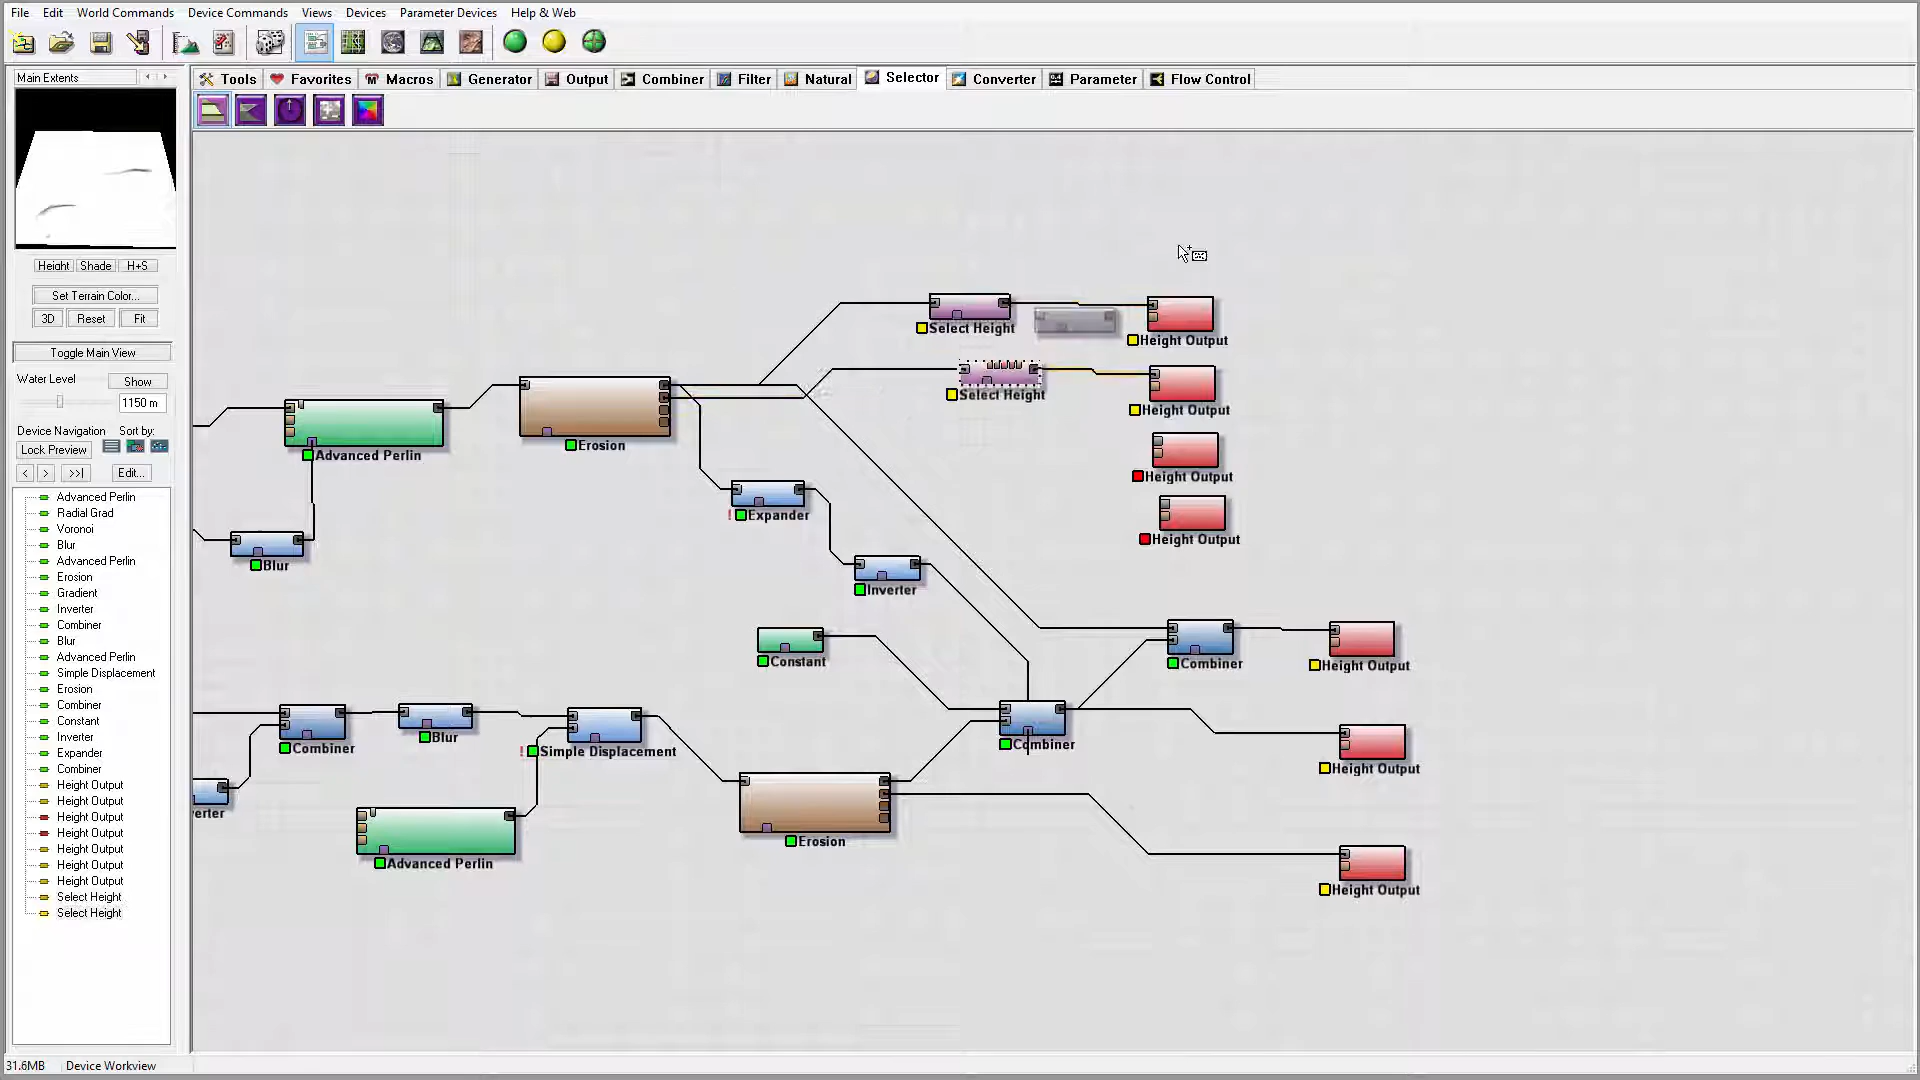 File Edit World Commands Device Commands Views Devices Parameter Devices Help & Web
Tools Favorites Macros Generator Output Combiner Filter Natural Selector Converter Parameter Flow Control
Main Extents
Height Shade H+S
Set Terrain Color...
3D Reset Fit
Toggle Main View
Water Level Show
1150 m
Device Navigation Sort by:
Lock Preview
< > >>| Edit...
Advanced Perlin
Radial Grad
Voronoi
Blur
Advanced Perlin
Erosion
Gradient
Inverter
Combiner
Blur
Advanced Perlin
Simple Displacement
Erosion
Combiner
Constant
Inverter
Expander
Combiner
Height Output
Height Output
Height Output
Height Output
Height Output
Height Output
Height Output
Select Height
Select Height
Select Height
Height Output
Select Height
Height Output
Advanced Perlin
Erosion
Height Output
! Expander
Height Output
Blur
Inverter
Constant
Combiner
Height Output
Combiner
Blur
! Simple Displacement
Combiner
Height Output
erter
Erosion
Advanced Perlin
Height Output
31.6MB Device Workview